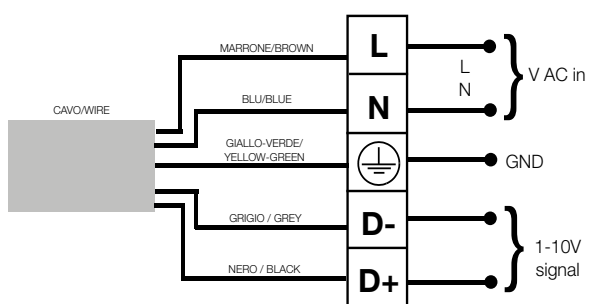 CAVO/WIRE
MARRONE/BROWN
BLU/BLUE
GIALLO-VERDE/
YELLOW-GREEN
GRIGIO / GREY
NERO / BLACK
L
N
D-
D+
L
N
V AC in
GND
1-10V
signal